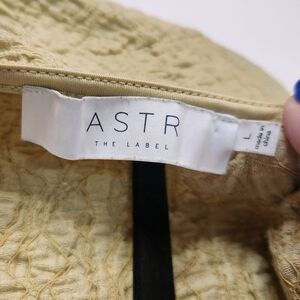 ASTR
THE LABEL
L
made in
china